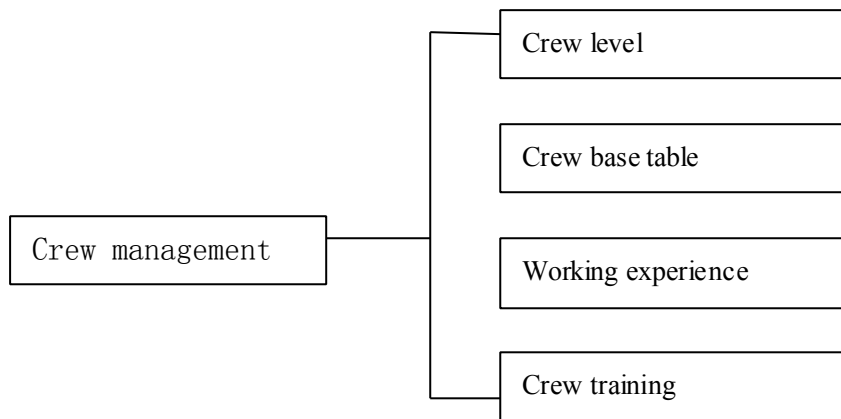 Crew level
Crew base table
Crew management
Working experience
Crew training